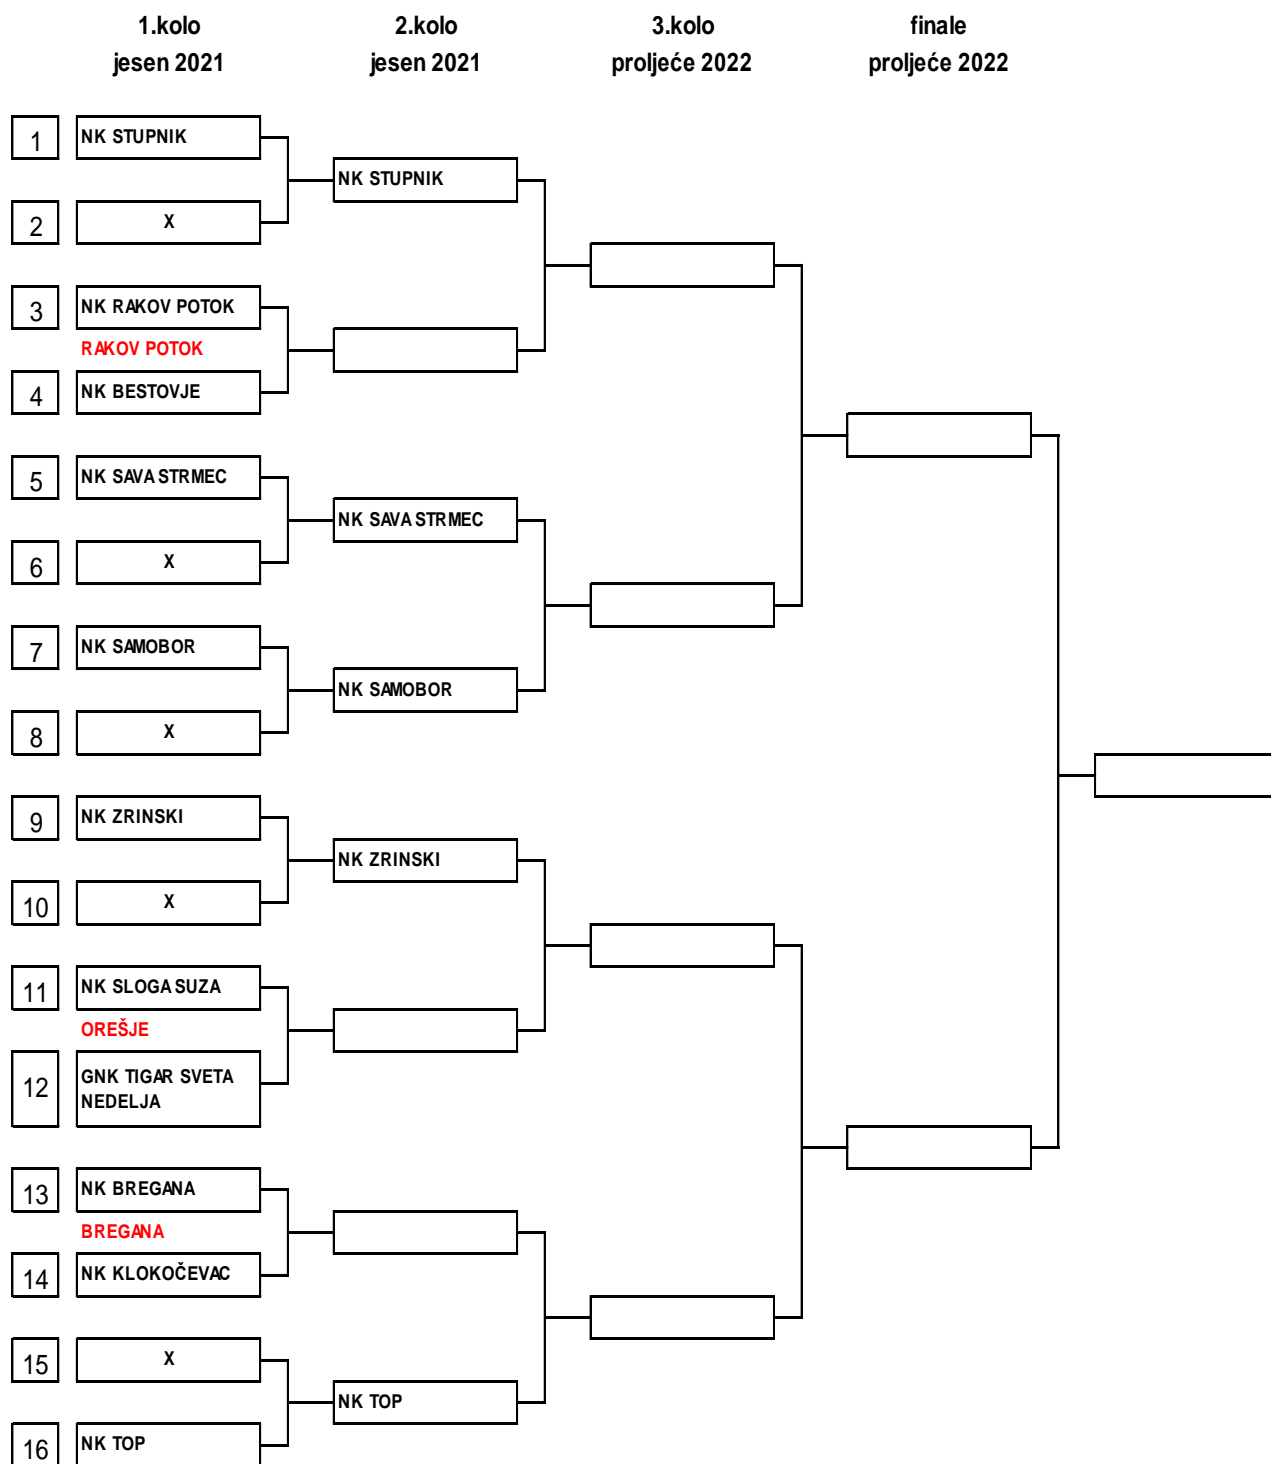 1.kolo
jesen 2021
2.kolo
jesen 2021
3.kolo
proljeće 2022
finale
proljeće 2022
1
NK STUPNIK
NK STUPNIK
2
X
3
NK RAKOV POTOK
RAKOV POTOK
4
NK BESTOVJE
5
NK SAVA STRMEC
NK SAVA STRMEC
6
X
7
NK SAMOBOR
NK SAMOBOR
8
X
9
NK ZRINSKI
NK ZRINSKI
10
X
11
NK SLOGA SUZA
OREŠJE
12
GNK TIGAR SVETA
NEDELJA
13
NK BREGANA
BREGANA
14
NK KLOKOČEVAC
15
X
NK TOP
16
NK TOP